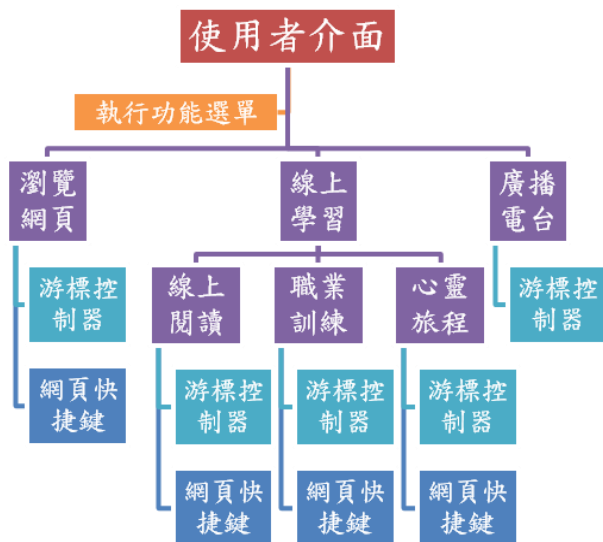 使用者介面
執行功能選單
瀏覽
網頁
線上
學習
廣播
電台
游標控
制器
網頁快
捷鍵
線上
閱讀
職業
訓練
心靈
旅程
游標控
制器
游標控
制器
網頁快
捷鍵
游標控
制器
網頁快
捷鍵
游標控
制器
網頁快
捷鍵